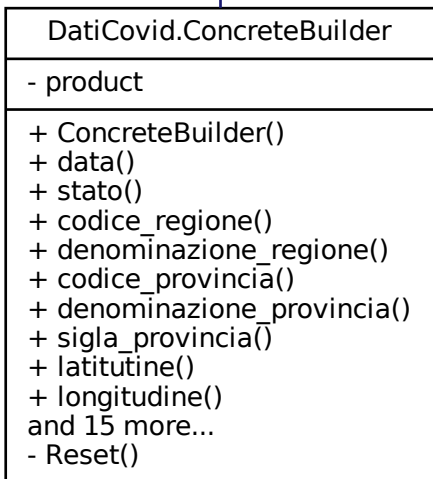 DatiCovid.ConcreteBuilder
- product
+ ConcreteBuilder()
+ data()
+ stato()
+ codice_regione()
+ denominazione_regione()
+ codice_provincia()
+ denominazione_provincia()
+ sigla_provincia()
+ latitutine()
+ longitudine()
and 15 more...
- Reset()